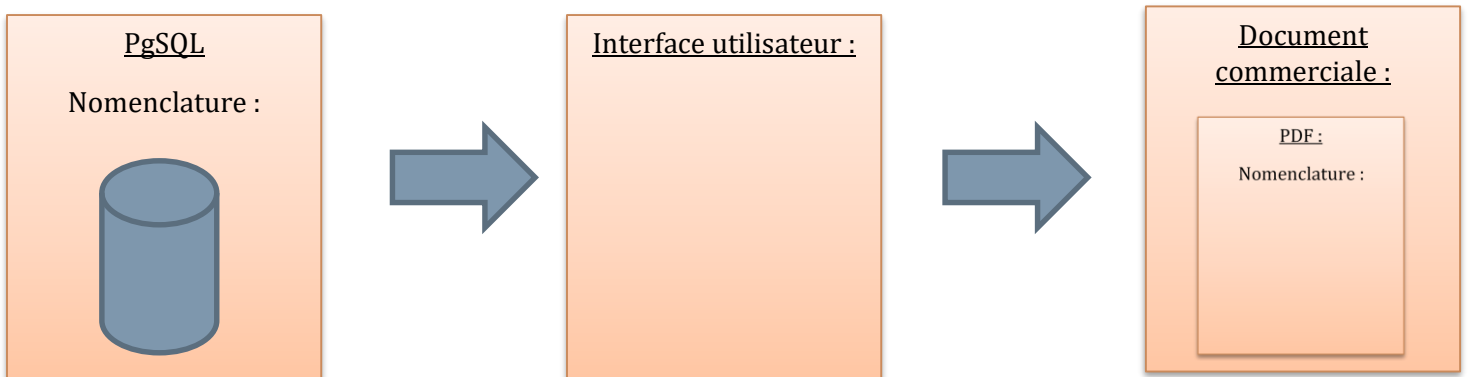 PgSQL
Nomenclature :
Interface utilisateur :
Document
commerciale :
PDF :
Nomenclature :